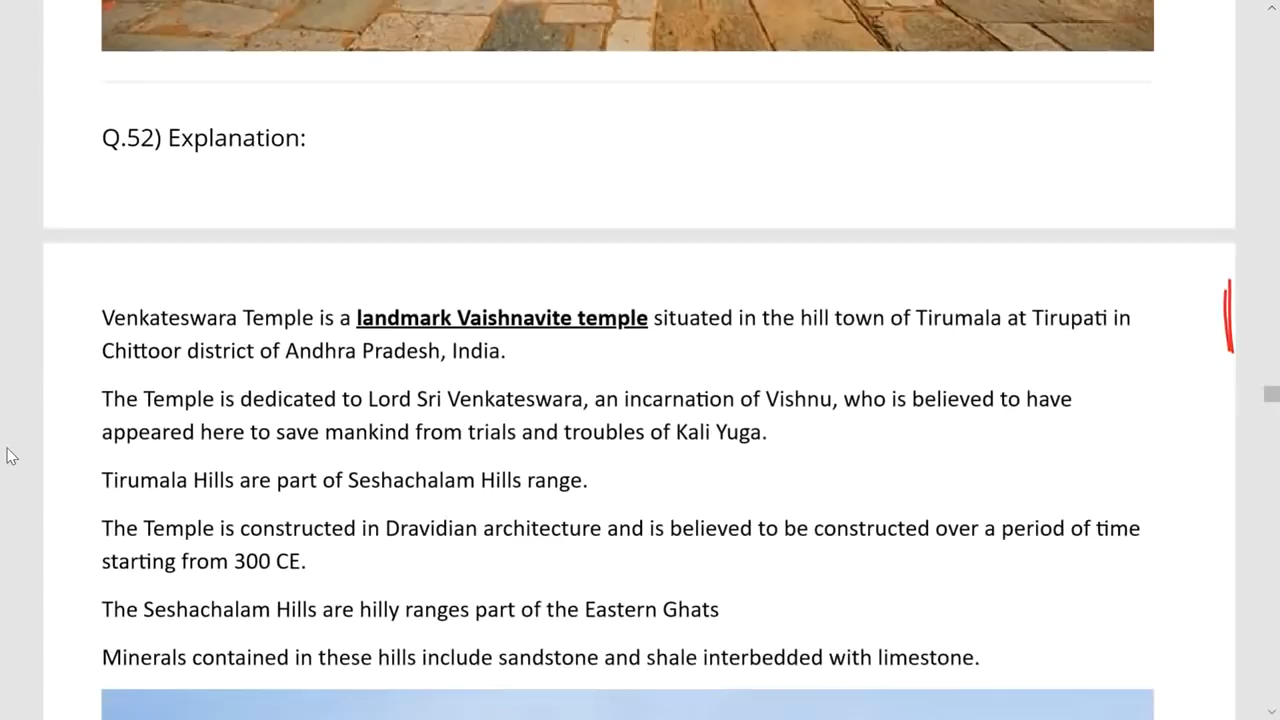 Q.52) Explanation:
Venkateswara Temple is a landmark Vaishnavite temple situated in the hill town of Tirumala at Tirupati in
Chittoor district of Andhra Pradesh, India.
The Temple is dedicated to Lord Sri Venkateswara, an incarnation of Vishnu, who is believed to have
appeared here to save mankind from trials and troubles of Kali Yuga.
Tirumala Hills are part of Seshachalam Hills range.
The Temple is constructed in Dravidian architecture and is believed to be constructed over a period of time
starting from 300 CE.
The Seshachalam Hills are hilly ranges part of the Eastern Ghats
Minerals contained in these hills include sandstone and shale interbedded with limestone.